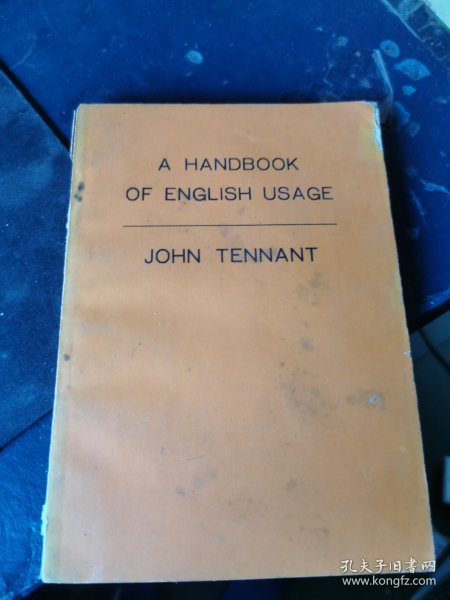 A HANDBOOK
OF ENGLISH USAGE
JOHN TENNANT
孔夫子旧书网
www.kongfz.com